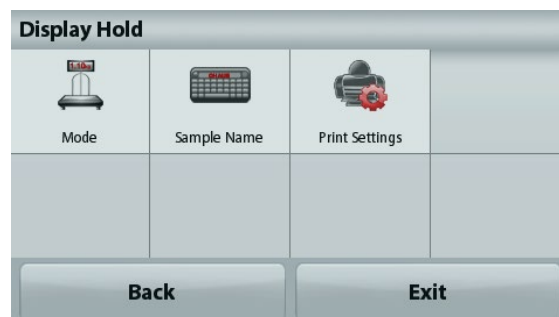 Display Hold
Mode
Sample Name
Print Settings
Back
Exit